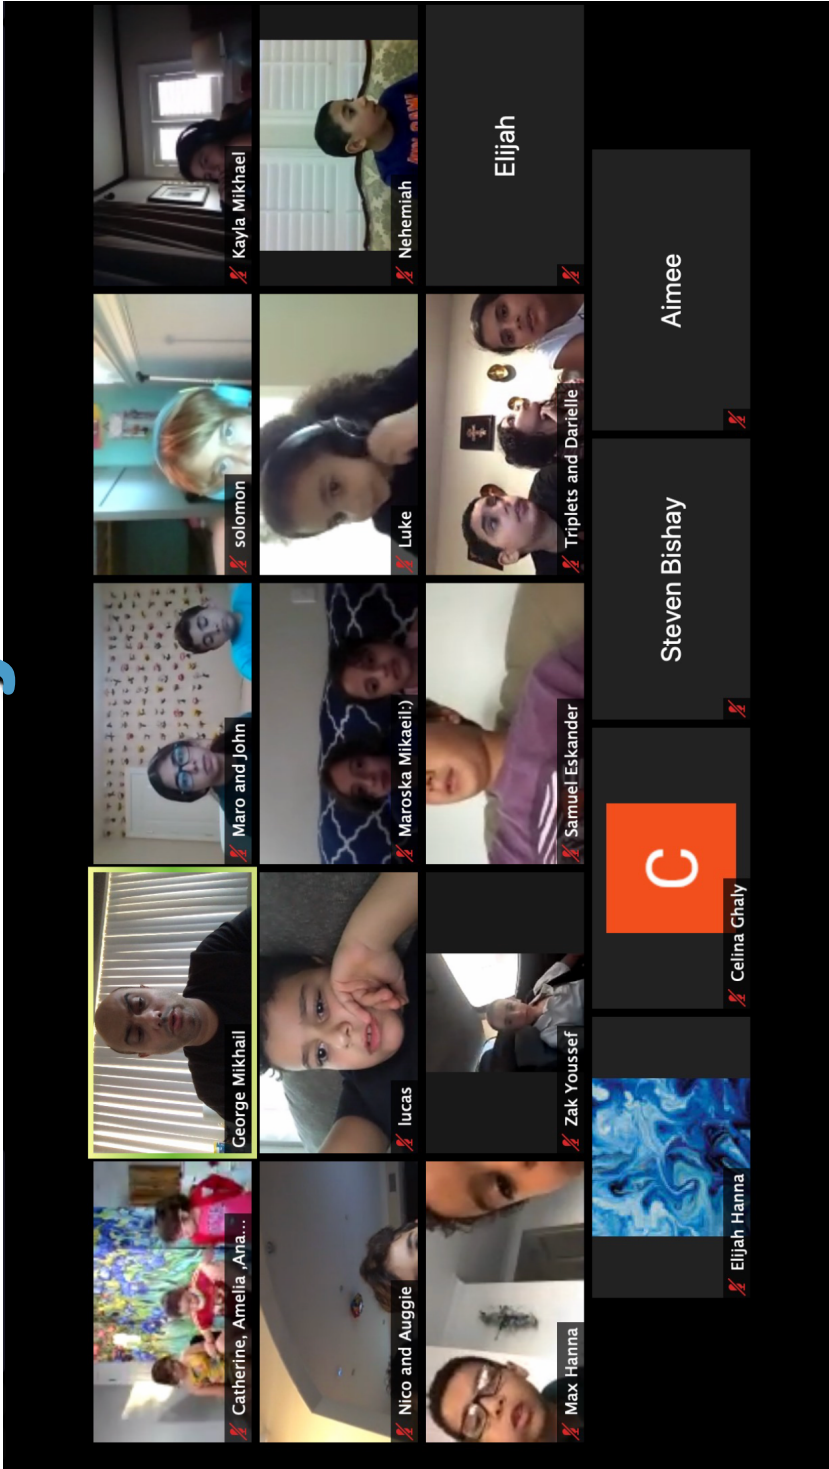 Catherine, Amelia ,Ana...
George Mikhail
Maro and John
solomon
Kayla Mikhael
Nico and Auggie
lucas
Maroska Mikaeil:)
Luke
Nehemiah
Max Hanna
Zak Youssef
Samuel Eskander
Triplets and Darielle
Elijah
Elijah Hanna
C
Celina Ghaly
Steven Bishay
Aimee